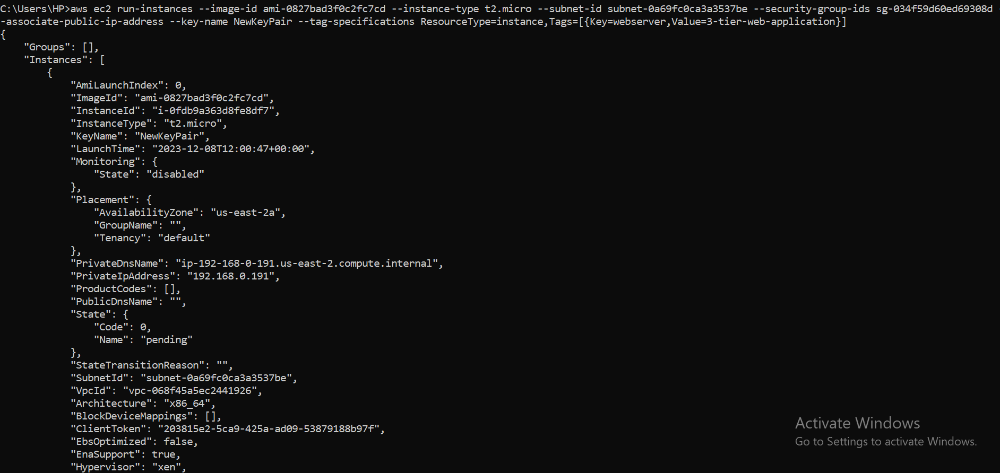 C:\Users\HP>aws ec2 run-instances --image-id ami-0827bad3f0c2fc7cd --instance-type t2.micro --subnet-id subnet-0a69fc0ca3a3537be --security-group-ids sg-034f59d60ed69308d -
-associate-public-ip-address --key-name NewKeyPair --tag-specifications ResourceType=instance,Tags=[{Key=webserver,Value=3-tier-web-application}]
{
    "Groups": [],
    "Instances": [
        {
            "AmiLaunchIndex": 0,
            "ImageId": "ami-0827bad3f0c2fc7cd",
            "InstanceId": "i-0fdb9a363d8fe8df7",
            "InstanceType": "t2.micro",
            "KeyName": "NewKeyPair",
            "LaunchTime": "2023-12-08T12:00:47+00:00",
            "Monitoring": {
                "State": "disabled"
            },
            "Placement": {
                "AvailabilityZone": "us-east-2a",
                "GroupName": "",
                "Tenancy": "default"
            },
            "PrivateDnsName": "ip-192-168-0-191.us-east-2.compute.internal",
            "PrivateIpAddress": "192.168.0.191",
            "ProductCodes": [],
            "PublicDnsName": "",
            "State": {
                "Code": 0,
                "Name": "pending"
            },
            "StateTransitionReason": "",
            "SubnetId": "subnet-0a69fc0ca3a3537be",
            "VpcId": "vpc-068f45a5ec2441926",
            "Architecture": "x86_64",
            "BlockDeviceMappings": [],
            "ClientToken": "203815e2-5ca9-425a-ad09-53879188b97f",
            "EbsOptimized": false,
            "EnaSupport": true,
            "Hypervisor": "xen",
Activate Windows
Go to Settings to activate Windows.